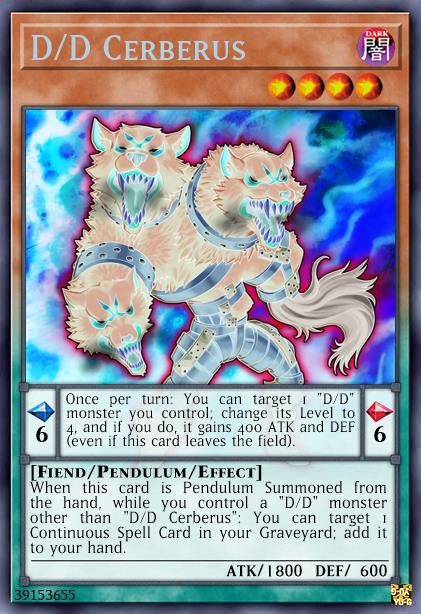 D/D Cerberus
DARK
闇
Once per turn: You can target 1 "D/D"
monster you control; change its Level to
4, and if you do, it gains 400 ATK and DEF
(even if this card leaves the field).
6
6
[Fiend/Pendulum/Effect]
When this card is Pendulum Summoned from
the hand, while you control a "D/D" monster
other than "D/D Cerberus": You can target 1
Continuous Spell Card in your Graveyard; add it
to your hand.
ATK/1800 DEF/ 600
39153655